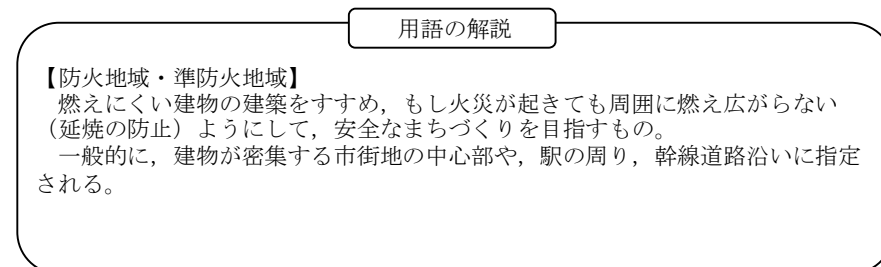 用語の解説
【防火地域・準防火地域】
燃えにくい建物の建築をすすめ，もし火災が起きても周囲に燃え広がらない
（延焼の防止）ようにして，安全なまちづくりを目指すもの。
一般的に，建物が密集する市街地の中心部や，駅の周り，幹線道路沿いに指定
される。